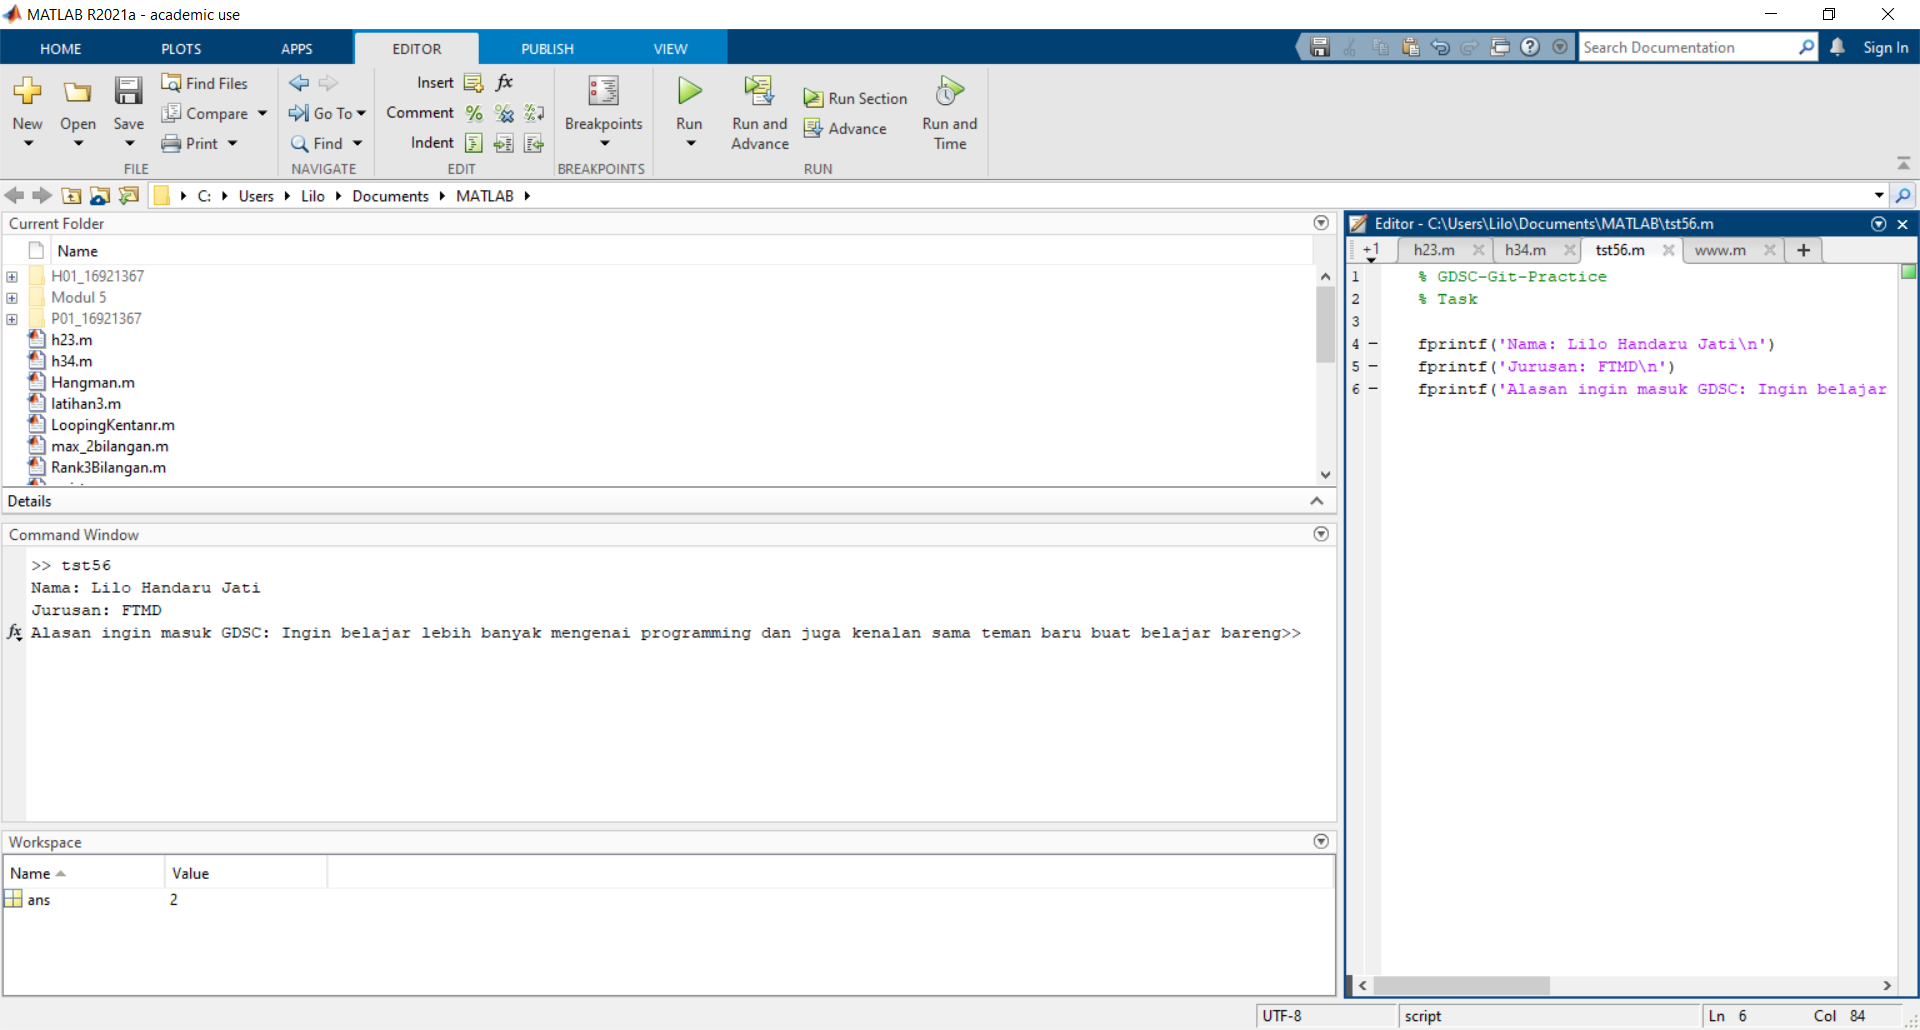 MATLAB R2021a - academic use
HOME PLOTS APPS EDITOR PUBLISH VIEW Search Documentation Sign In
Find Files Insert fx
New Open Save Compare Go To Comment Breakpoints Run Run and Advance Run Section Advance Run and Time
Print Find Indent
FILE NAVIGATE EDIT BREAKPOINTS RUN
C: Users Lilo Documents MATLAB
Current Folder
Name
H01_16921367
Modul 5
P01_16921367
h23.m
h34.m
Hangman.m
latihan3.m
LoopingKentanr.m
max_2bilangan.m
Rank3Bilangan.m
Details
Command Window
>> tst56
Nama: Lilo Handaru Jati
Jurusan: FTMD
fx Alasan ingin masuk GDSC: Ingin belajar lebih banyak mengenai programming dan juga kenalan sama teman baru buat belajar bareng>>
Workspace
Name Value
ans 2
Editor - C:\Users\Lilo\Documents\MATLAB\tst56.m
+1 h23.m h34.m tst56.m www.m +
1 % GDSC-Git-Practice
2 % Task
3
4 – fprintf('Nama: Lilo Handaru Jati\n')
5 – fprintf('Jurusan: FTMD\n')
6 – fprintf('Alasan ingin masuk GDSC: Ingin belajar
UTF-8 script Ln 6 Col 84